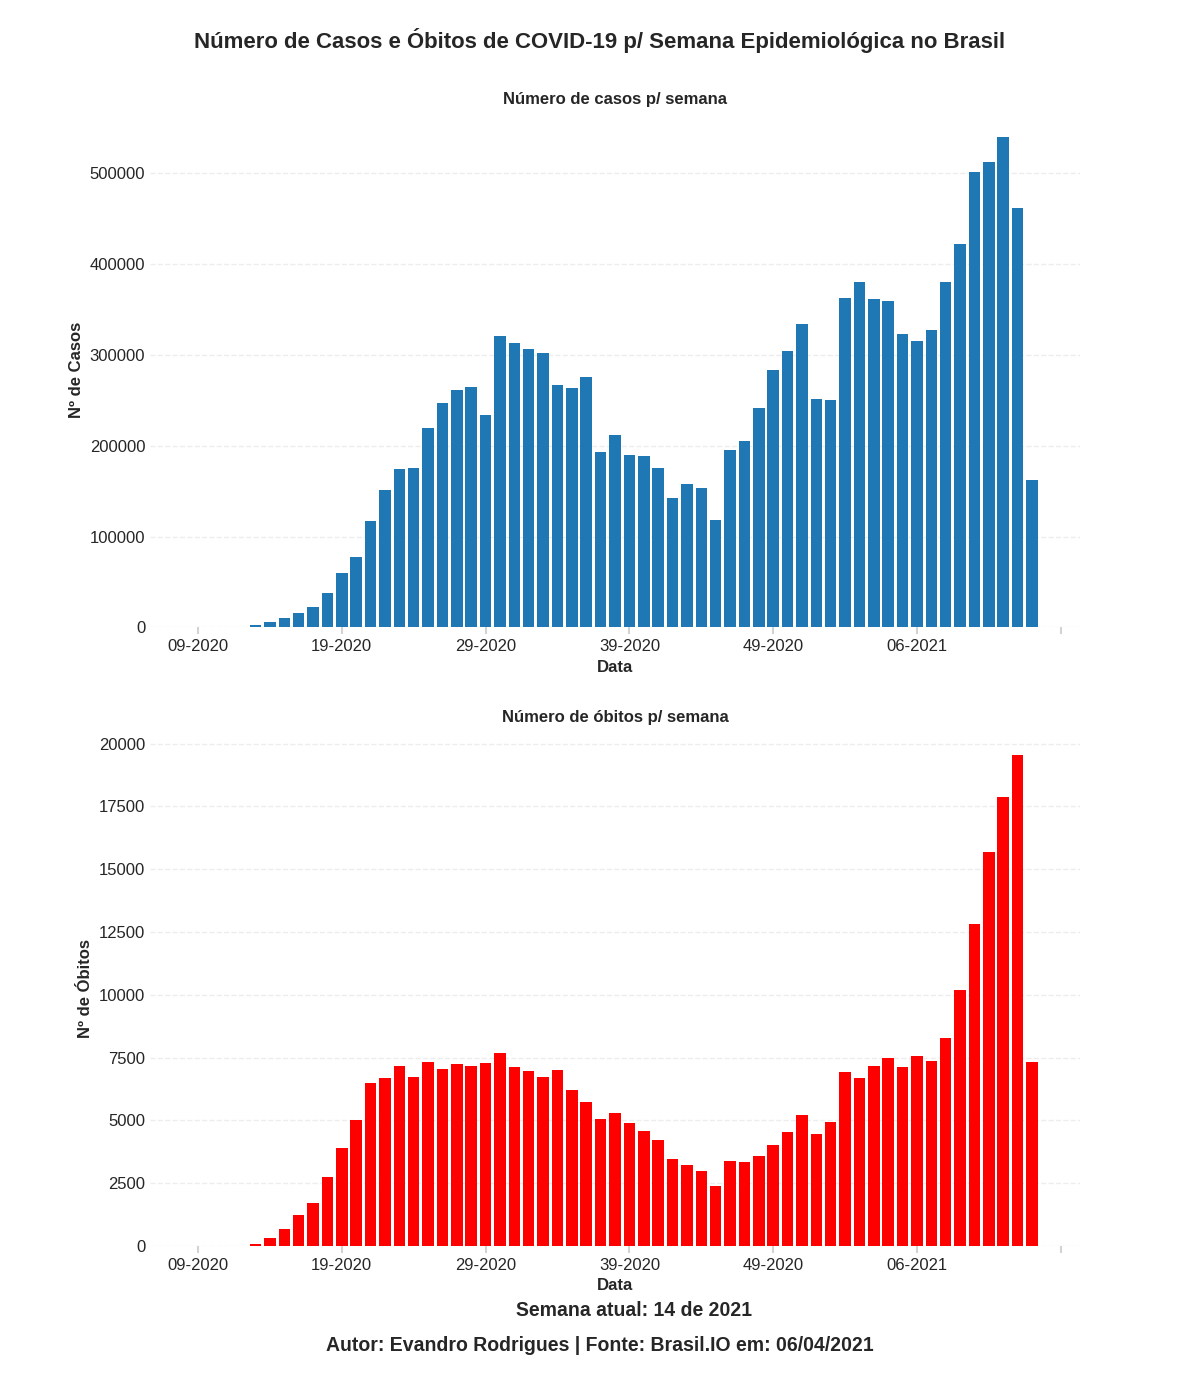 Número de Casos e Óbitos de COVID-19 p/ Semana Epidemiológica no Brasil
Número de casos p/ semana
500000
400000
300000
200000
100000
0
Nº de Casos
09-2020 19-2020 29-2020 39-2020 49-2020 06-2021
Data
Número de óbitos p/ semana
20000
17500
15000
12500
10000
7500
5000
2500
0
Nº de Óbitos
09-2020 19-2020 29-2020 39-2020 49-2020 06-2021
Data
Semana atual: 14 de 2021
Autor: Evandro Rodrigues | Fonte: Brasil.IO em: 06/04/2021